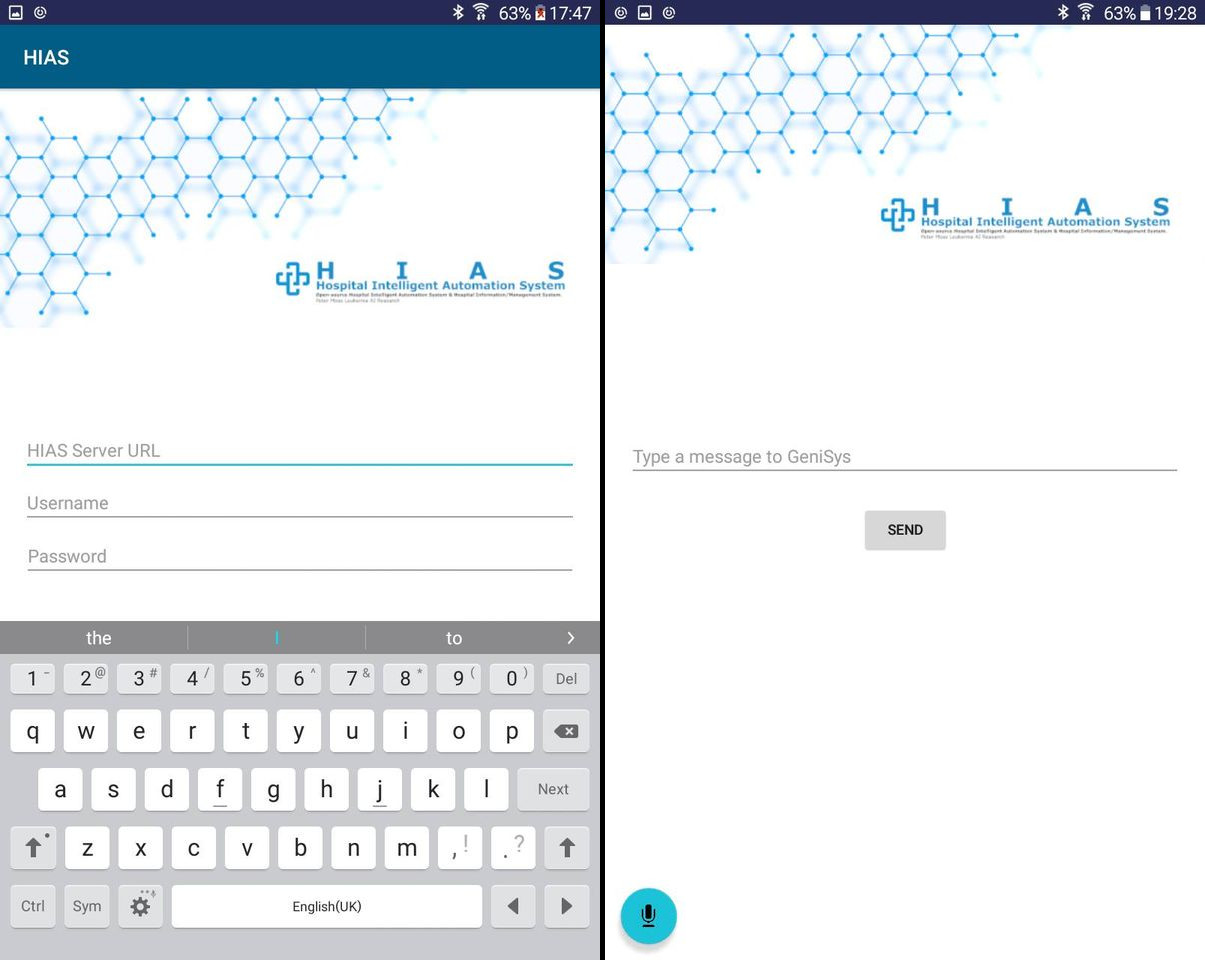 63% 17:47
HIAS
H I A S
Hospital Intelligent Automation System
Open-source Hospital Intelligent Automation System & Hospital Information/Management System.
Peter Moss Leukemia AI Research
HIAS Server URL
Username
Password
the I to
1 - 2 @ 3 # 4 / 5 % 6 ^ 7 & 8 * 9 ( 0 ) Del
q w e r t y u i o p
a s d f g h j k l Next
z x c v b n m , ! . ?
Ctrl Sym English(UK)
63% 19:28
H I A S
Hospital Intelligent Automation System
Open-source Hospital Intelligent Automation System & Hospital Information/Management System.
Peter Moss Leukemia AI Research
Type a message to GeniSys
SEND